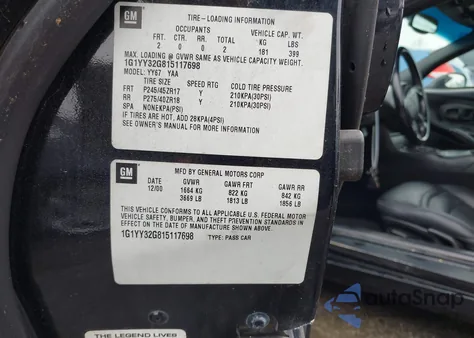 GM
TIRE-LOADING INFORMATION
OCCUPANTS VEHICLE CAP. WT.
FRT CTR RR TOTAL KG LBS
2 0 0 2 181 399
MAX. LOADING @ GVWR SAME AS VEHICLE CAPACITY WEIGHT.
1G1YY32G815117698
MODEL: YY67 YAA
TIRE SIZE SPEED RTG COLD TIRE PRESSURE
FRT P245/45ZR17 Y 210KPA(30PSI)
RR P275/40ZR18 Y 210KPA(30PSI)
SPA NONEKPA(PSI)
IF TIRES ARE HOT, ADD 28KPA(4PSI)
SEE OWNER'S MANUAL FOR MORE INFORMATION.
GM
MFD BY GENERAL MOTORS CORP
DATE GVWR GAWR FRT GAWR RR
12/00 1664 KG 822 KG 842 KG
3669 LB 1813 LB 1856 LB
THIS VEHICLE CONFORMS TO ALL APPLICABLE U.S. FEDERAL MOTOR
VEHICLE SAFETY, BUMPER, AND THEFT PREVENTION STANDARDS IN
EFFECT ON THE DATE OF MANUFACTURE SHOWN ABOVE.
1G1YY32G815117698 TYPE: PASS CAR
THE LEGEND LIVES
AutoSnap